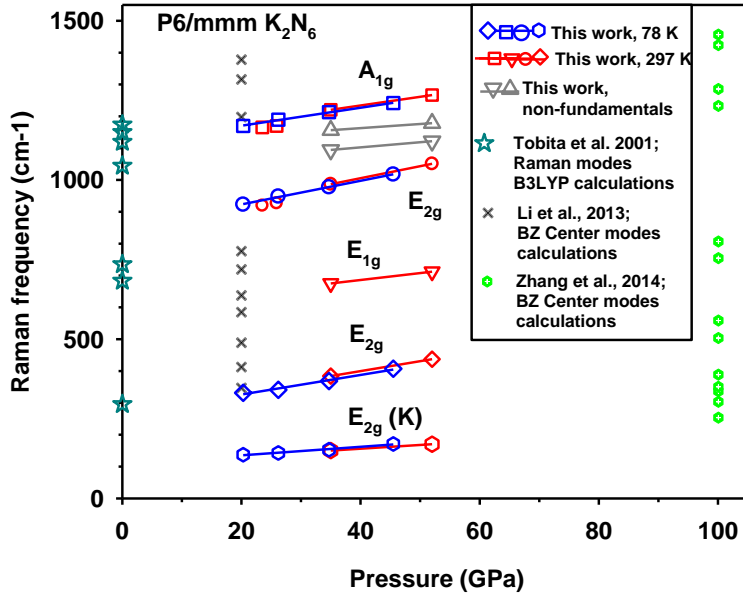 P6/mmm K₂N₆
This work, 78 K
This work, 297 K
This work,
non-fundamentals
Tobita et al. 2001;
Raman modes
B3LYP calculations
Li et al., 2013;
BZ Center modes
calculations
Zhang et al., 2014;
BZ Center modes
calculations
A₁g
E₂g
E₁g
E₂g
E₂g (K)
Raman frequency (cm-1)
1500
1000
500
0
0 20 40 60 80 100
Pressure (GPa)